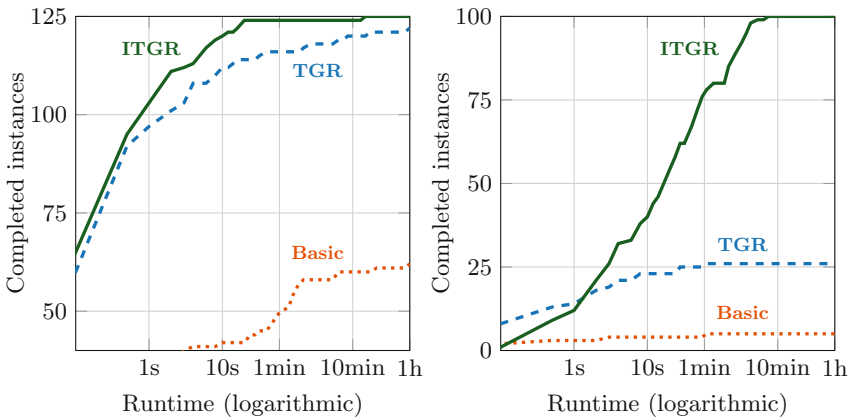 125
100
75
50
Completed instances
ITGR
TGR
Basic
1s 10s 1min 10min 1h
Runtime (logarithmic)
100
75
50
25
0
Completed instances
ITGR
TGR
Basic
1s 10s 1min 10min 1h
Runtime (logarithmic)